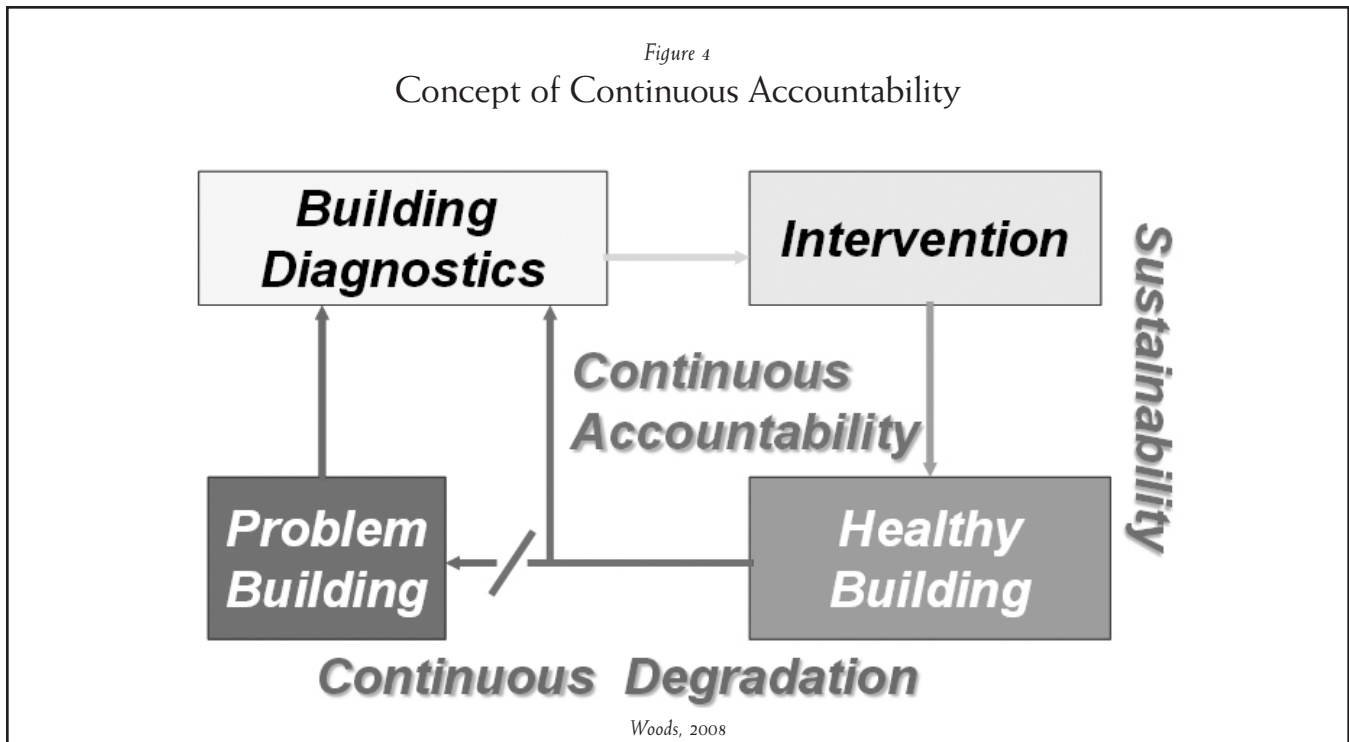 Figure 4
Concept of Continuous Accountability
Building
Diagnostics
Intervention
Sustainability
Continuous
Accountability
Problem
Building
Healthy
Building
Continuous Degradation
Woods, 2008